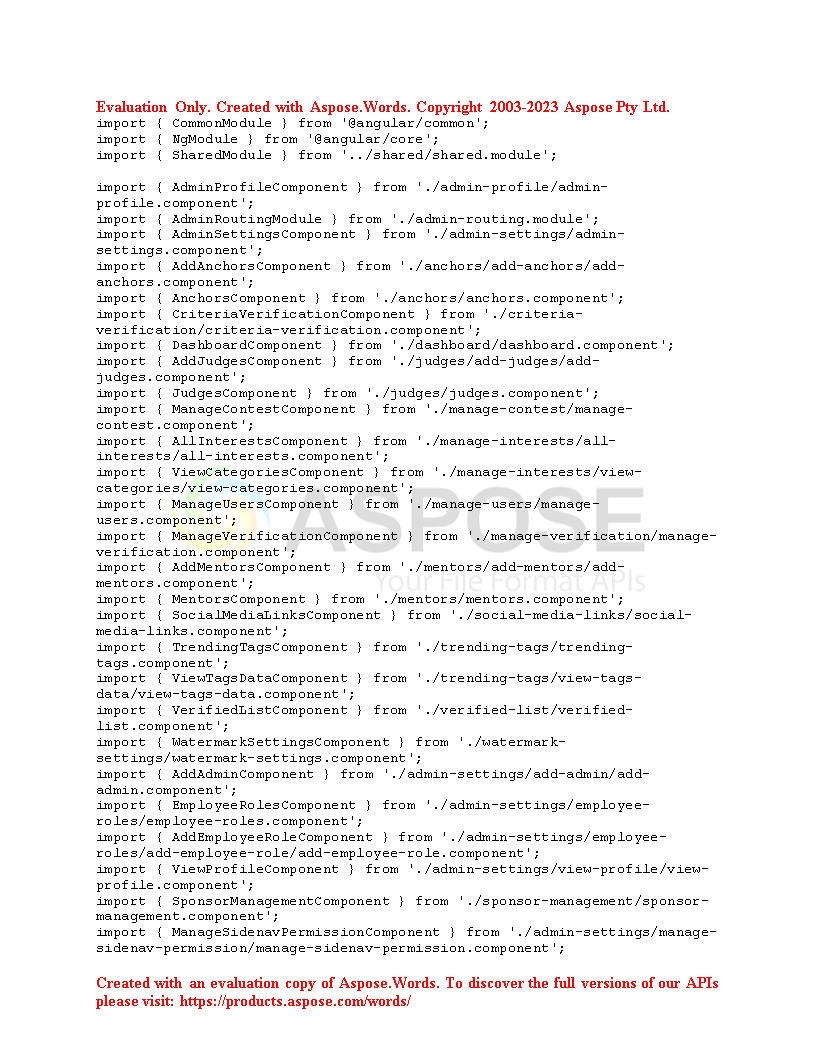 Evaluation Only. Created with Aspose.Words. Copyright 2003-2023 Aspose Pty Ltd.
import { CommonModule } from '@angular/common';
import { NgModule } from '@angular/core';
import { SharedModule } from '../shared/shared.module';
import { AdminProfileComponent } from './admin-profile/admin-
profile.component';
import { AdminRoutingModule } from './admin-routing.module';
import { AdminSettingsComponent } from './admin-settings/admin-
settings.component';
import { AddAnchorsComponent } from './anchors/add-anchors/add-
anchors.component';
import { AnchorsComponent } from './anchors/anchors.component';
import { CriteriaVerificationComponent } from './criteria-
verification/criteria-verification.component';
import { DashboardComponent } from './dashboard/dashboard.component';
import { AddJudgesComponent } from './judges/add-judges/add-
judges.component';
import { JudgesComponent } from './judges/judges.component';
import { ManageContestComponent } from './manage-contest/manage-
contest.component';
import { AllInterestsComponent } from './manage-interests/all-
interests/all-interests.component';
import { ViewCategoriesComponent } from './manage-interests/view-
categories/view-categories.component';
import { ManageUsersComponent } from './manage-users/manage-
users.component';
import { ManageVerificationComponent } from './manage-verification/manage-
verification.component';
import { AddMentorsComponent } from './mentors/add-mentors/add-
mentors.component';
import { MentorsComponent } from './mentors/mentors.component';
import { SocialMediaLinksComponent } from './social-media-links/social-
media-links.component';
import { TrendingTagsComponent } from './trending-tags/trending-
tags.component';
import { ViewTagsDataComponent } from './trending-tags/view-tags-
data/view-tags-data.component';
import { VerifiedListComponent } from './verified-list/verified-
list.component';
import { WatermarkSettingsComponent } from './watermark-
settings/watermark-settings.component';
import { AddAdminComponent } from './admin-settings/add-admin/add-
admin.component';
import { EmployeeRolesComponent } from './admin-settings/employee-
roles/employee-roles.component';
import { AddEmployeeRoleComponent } from './admin-settings/employee-
roles/add-employee-role/add-employee-role.component';
import { ViewProfileComponent } from './admin-settings/view-profile/view-
profile.component';
import { SponsorManagementComponent } from './sponsor-management/sponsor-
management.component';
import { ManageSidenavPermissionComponent } from './admin-settings/manage-
sidenav-permission/manage-sidenav-permission.component';
ASPOSE
Your File Format APIs
Created with an evaluation copy of Aspose.Words. To discover the full versions of our APIs
please visit: https://products.aspose.com/words/